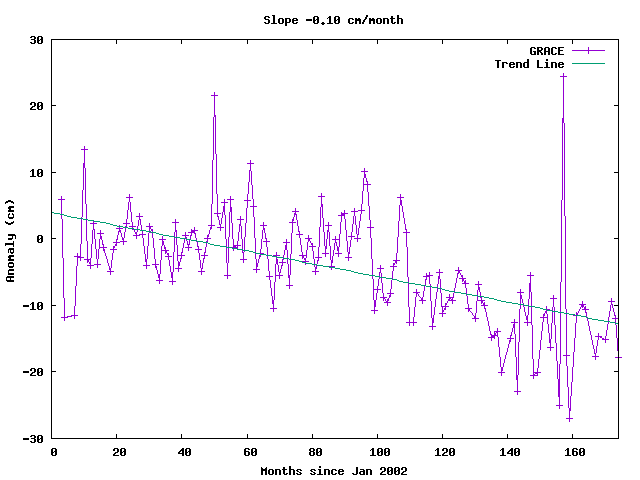 Slope -0.10 cm/month
GRACE
Trend Line
30
20
10
0
-10
-20
-30
Anomaly (cm)
0 20 40 60 80 100 120 140 160
Months since Jan 2002